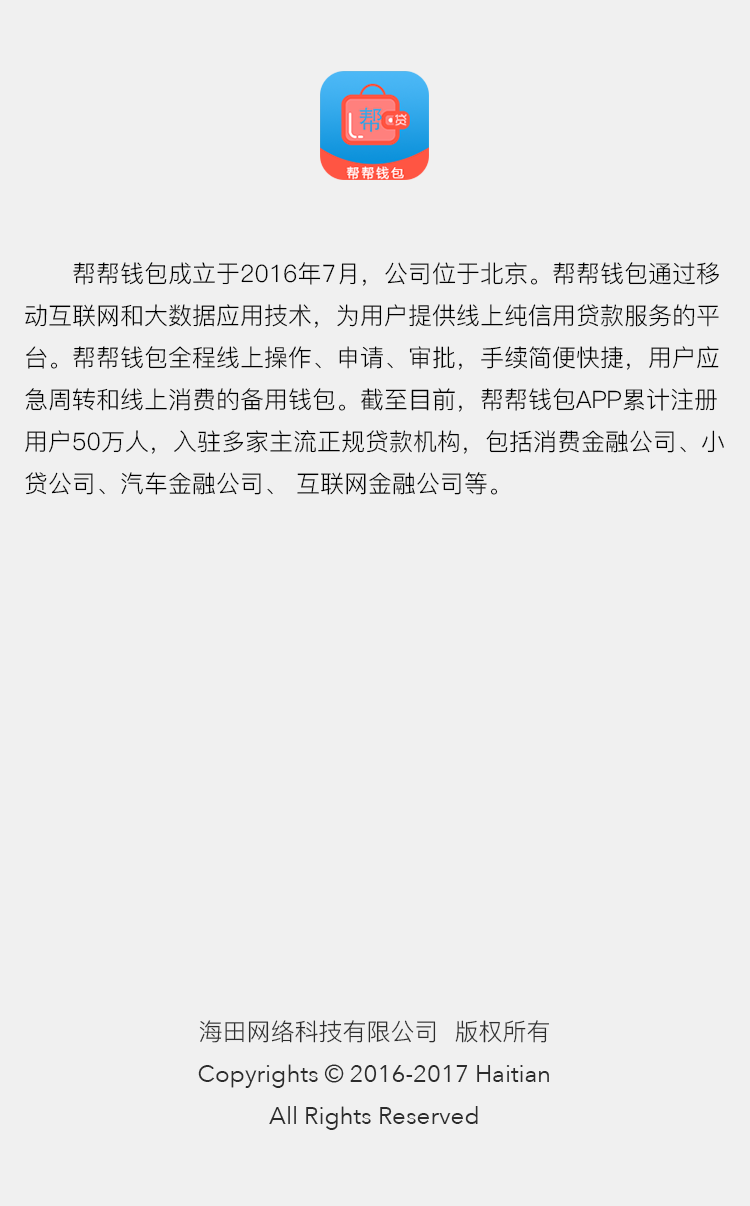 帮
贷
帮帮钱包
帮帮钱包成立于2016年7月，公司位于北京。帮帮钱包通过移
动互联网和大数据应用技术，为用户提供线上纯信用贷款服务的平
台。帮帮钱包全程线上操作、申请、审批，手续简便快捷，用户应
急周转和线上消费的备用钱包。截至目前，帮帮钱包APP累计注册
用户50万人，入驻多家主流正规贷款机构，包括消费金融公司、小
贷公司、汽车金融公司、 互联网金融公司等。
海田网络科技有限公司 版权所有
Copyrights © 2016-2017 Haitian
All Rights Reserved